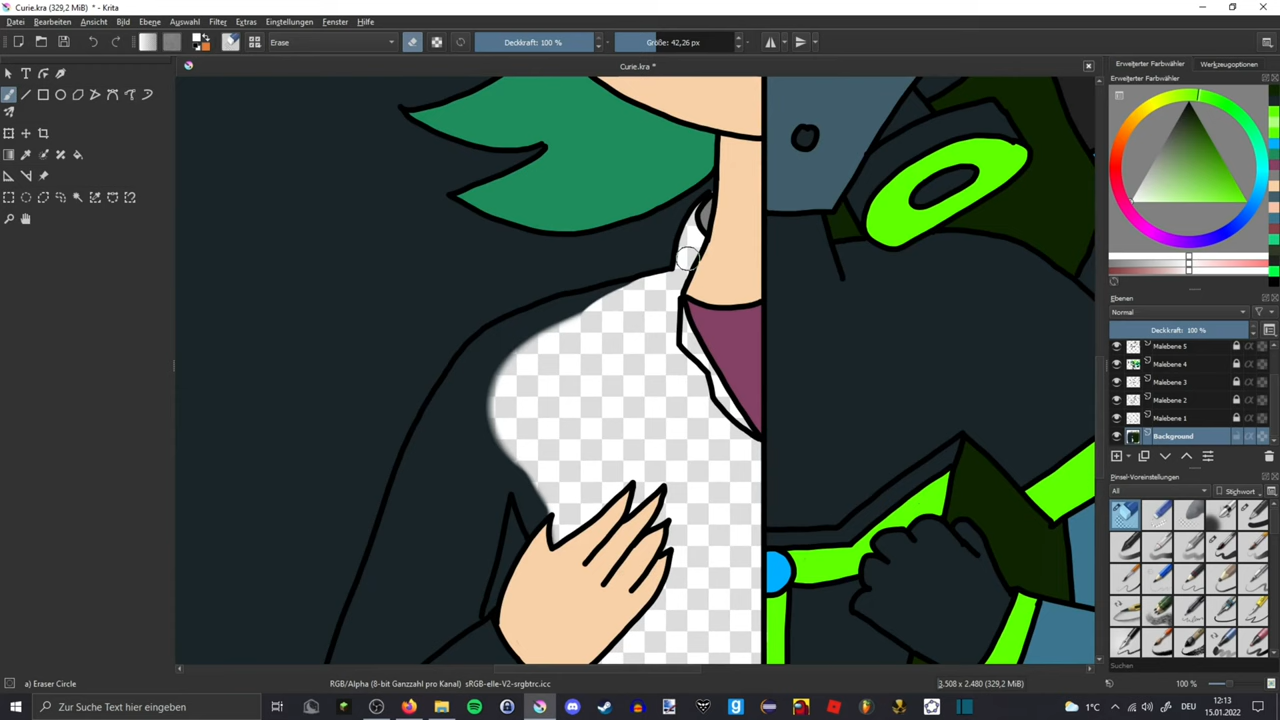 Curie.kra (329,2 MiB) * - Krita
Datei Bearbeiten Ansicht Bild Ebene Auswahl Filter Extras Einstellungen Fenster Hilfe
Erase
Deckkraft: 100 %
Größe: 42,26 px
Curie.kra *
Erweiterter Farbwähler
Werkzeugoptionen
Erweiterter Farbwähler
Ebenen
Normal
Deckkraft: 100 %
Malebene 5
Malebene 4
Malebene 3
Malebene 2
Malebene 1
Background
Pinsel-Voreinstellungen
All
Stichwort
Suchen
a) Eraser Circle
RGB/Alpha (8-bit Ganzzahl pro Kanal) sRGB-elle-V2-srgbtrc.icc
3.508 x 2.480 (329,2 MiB)
100 %
Zur Suche Text hier eingeben
1°C
12:13
15.01.2022